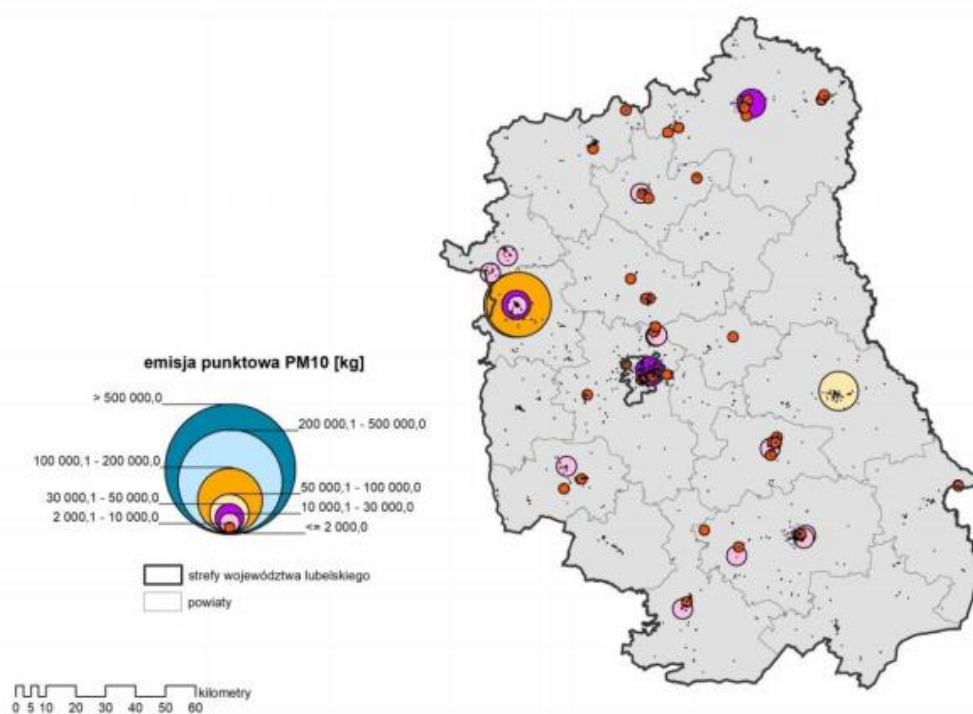 emisja punktowa PM10 [kg]
> 500 000,0
200 000,1 - 500 000,0
100 000,1 - 200 000,0
50 000,1 - 100 000,0
30 000,1 - 50 000,0
10 000,1 - 30 000,0
2 000,1 - 10 000,0
<= 2 000,0
strefy województwa lubelskiego
powiaty
kilometry
0 5 10 20 30 40 50 60